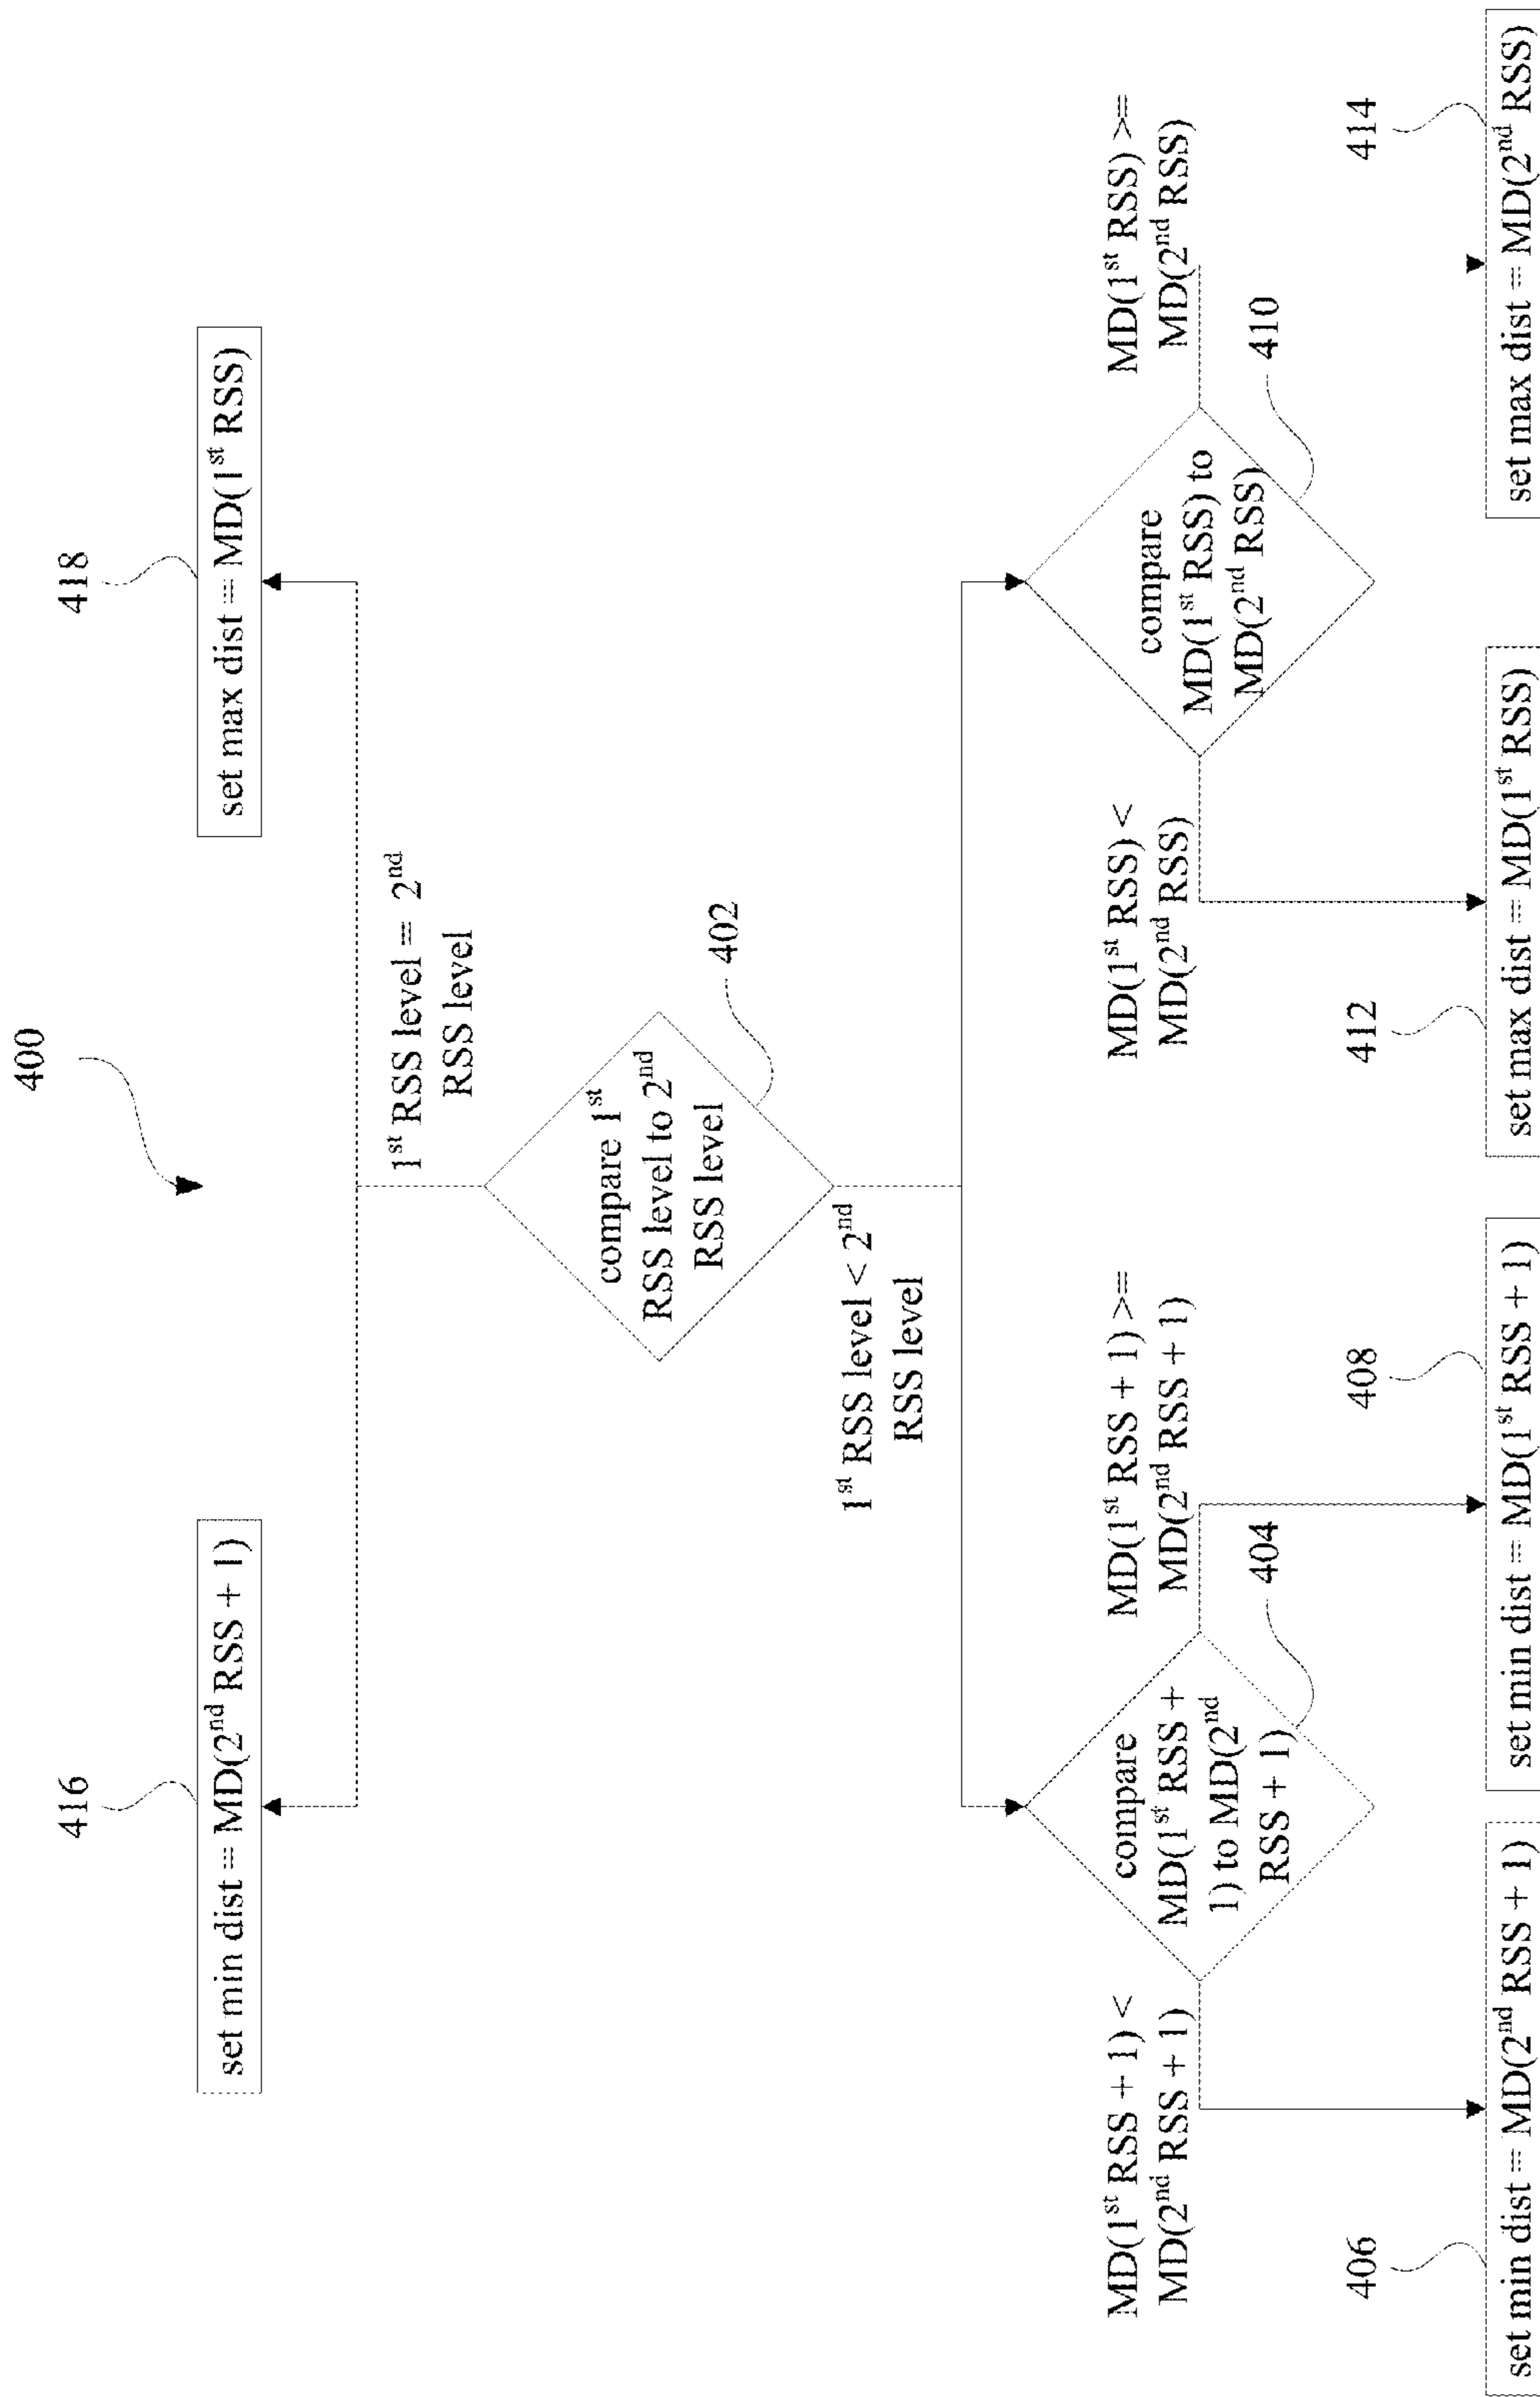 400
416
418
set min dist = MD(2nd RSS + 1)
set max dist = MD(1st RSS)
1st RSS level = 2nd
RSS level
compare 1st
RSS level to 2nd
RSS level
402
1st RSS level < 2nd
RSS level
MD(1st RSS + 1) <
MD(2nd RSS + 1)
compare
MD(1st RSS +
1) to MD(2nd
RSS + 1)
404
MD(1st RSS + 1) >=
MD(2nd RSS + 1)
MD(1st RSS) <
MD(2nd RSS)
compare
MD(1st RSS) to
MD(2nd RSS)
410
MD(1st RSS) >=
MD(2nd RSS)
406
408
412
414
set min dist = MD(2nd RSS + 1)
set min dist = MD(1st RSS + 1)
set max dist = MD(1st RSS)
set max dist = MD(2nd RSS)